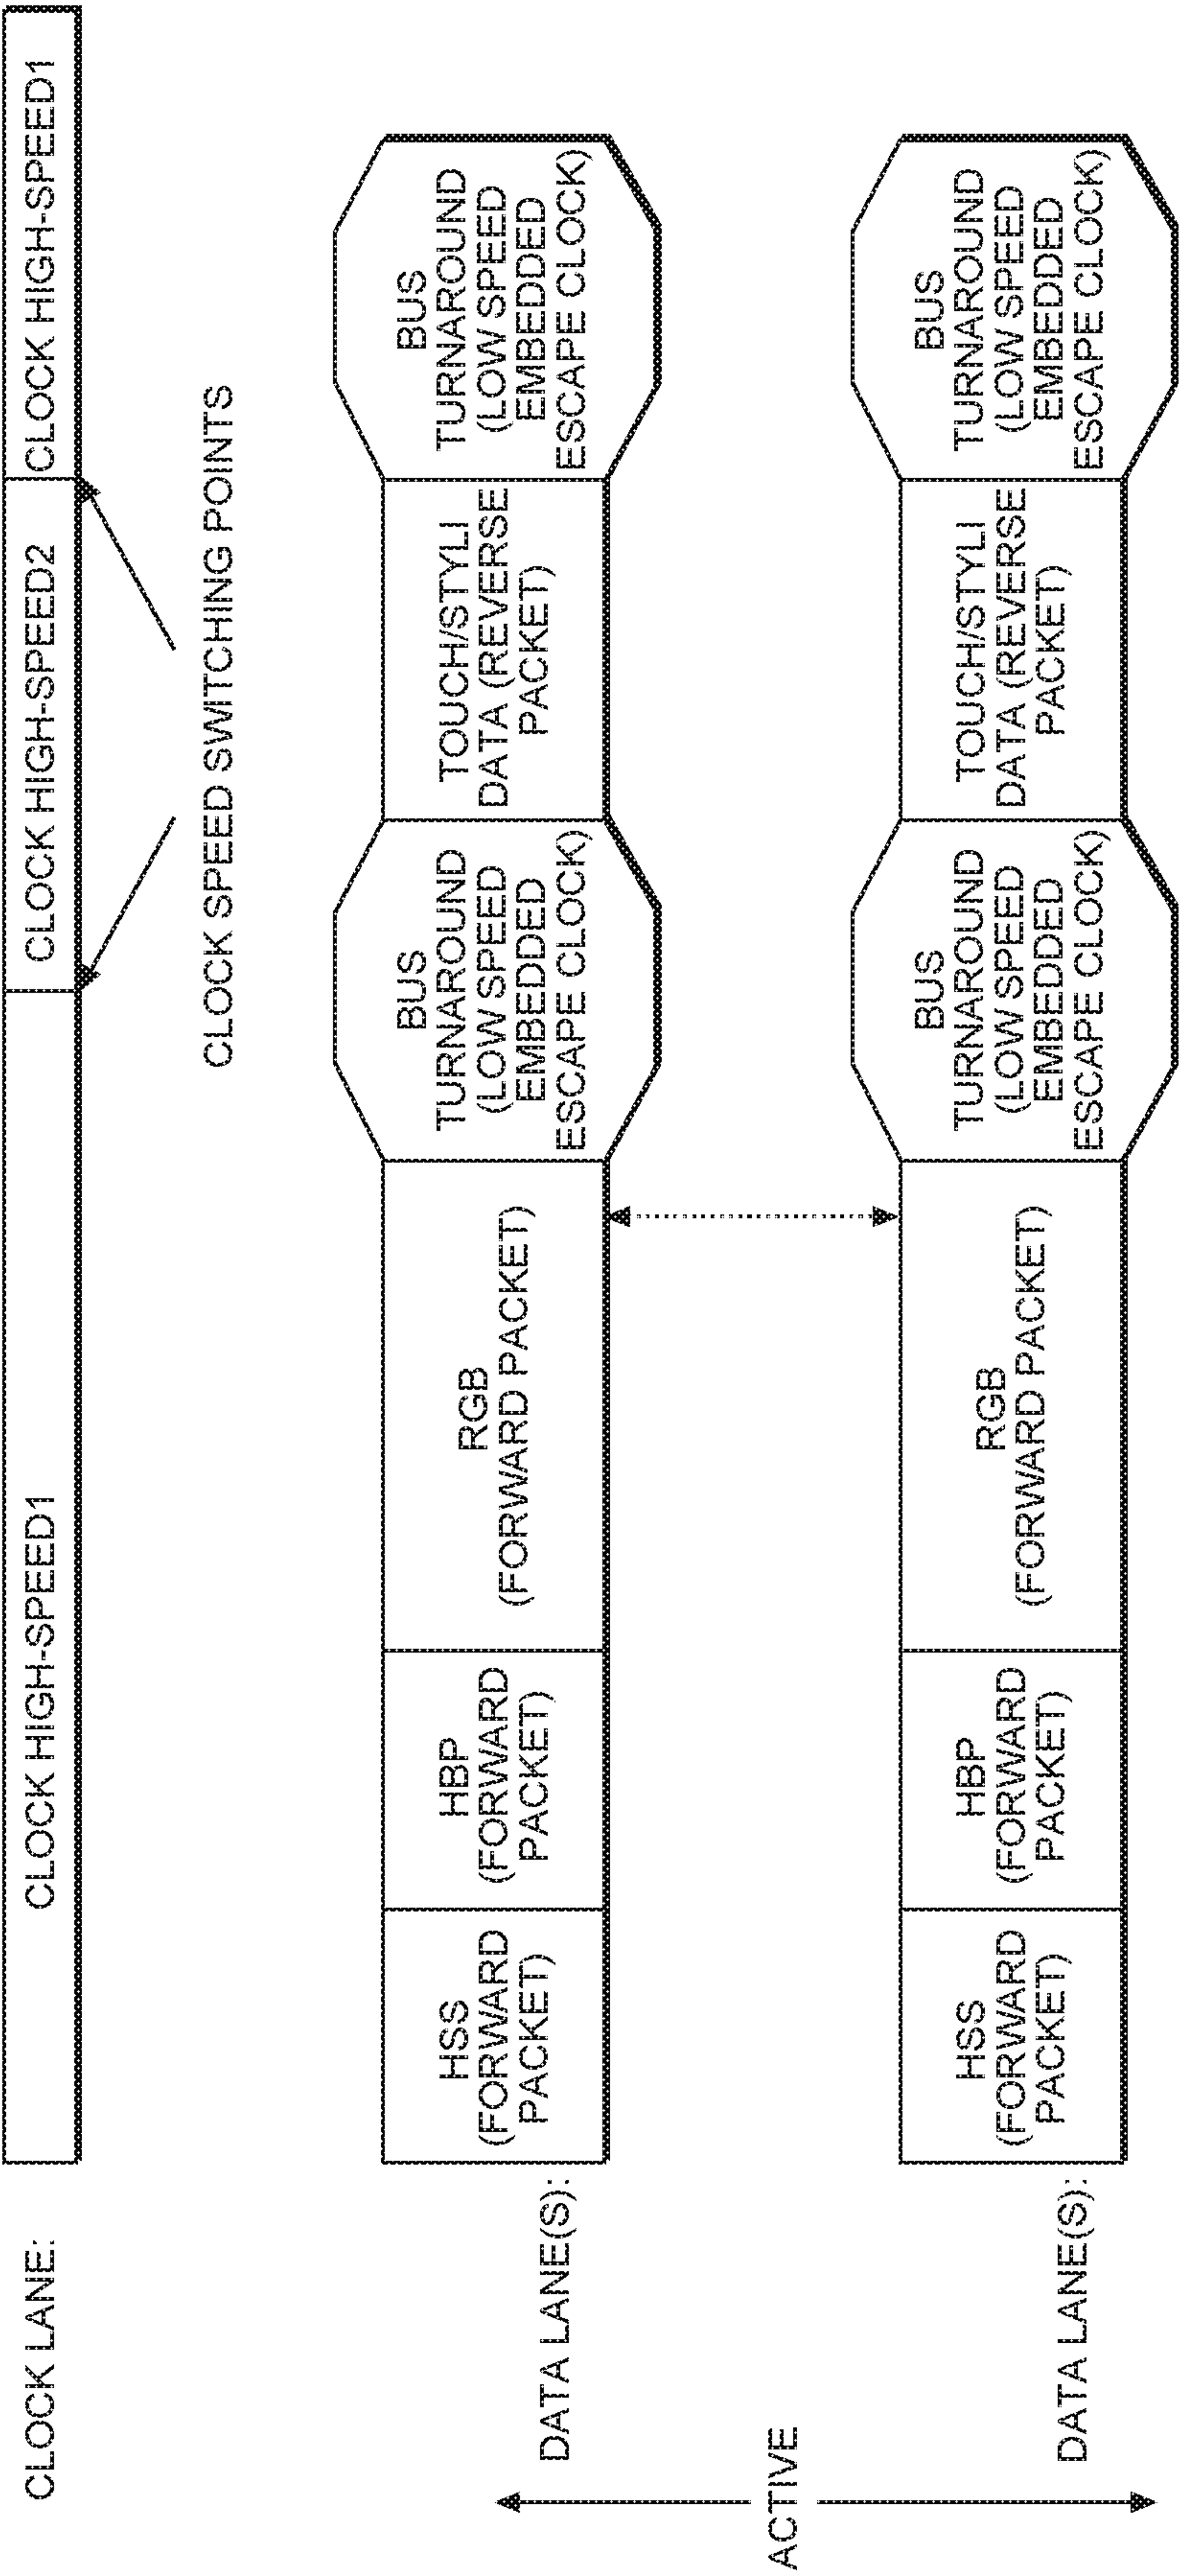 CLOCK LANE:
CLOCK HIGH-SPEED1
CLOCK HIGH-SPEED2
CLOCK HIGH-SPEED1
CLOCK SPEED SWITCHING POINTS
ACTIVE
DATA LANE(S):
HSS
(FORWARD
PACKET)
HBP
(FORWARD
PACKET)
RGB
(FORWARD PACKET)
BUS
TURNAROUND
(LOW SPEED
EMBEDDED
ESCAPE CLOCK)
TOUCH/STYLI
DATA (REVERSE
PACKET)
BUS
TURNAROUND
(LOW SPEED
EMBEDDED
ESCAPE CLOCK)
DATA LANE(S):
HSS
(FORWARD
PACKET)
HBP
(FORWARD
PACKET)
RGB
(FORWARD PACKET)
BUS
TURNAROUND
(LOW SPEED
EMBEDDED
ESCAPE CLOCK)
TOUCH/STYLI
DATA (REVERSE
PACKET)
BUS
TURNAROUND
(LOW SPEED
EMBEDDED
ESCAPE CLOCK)